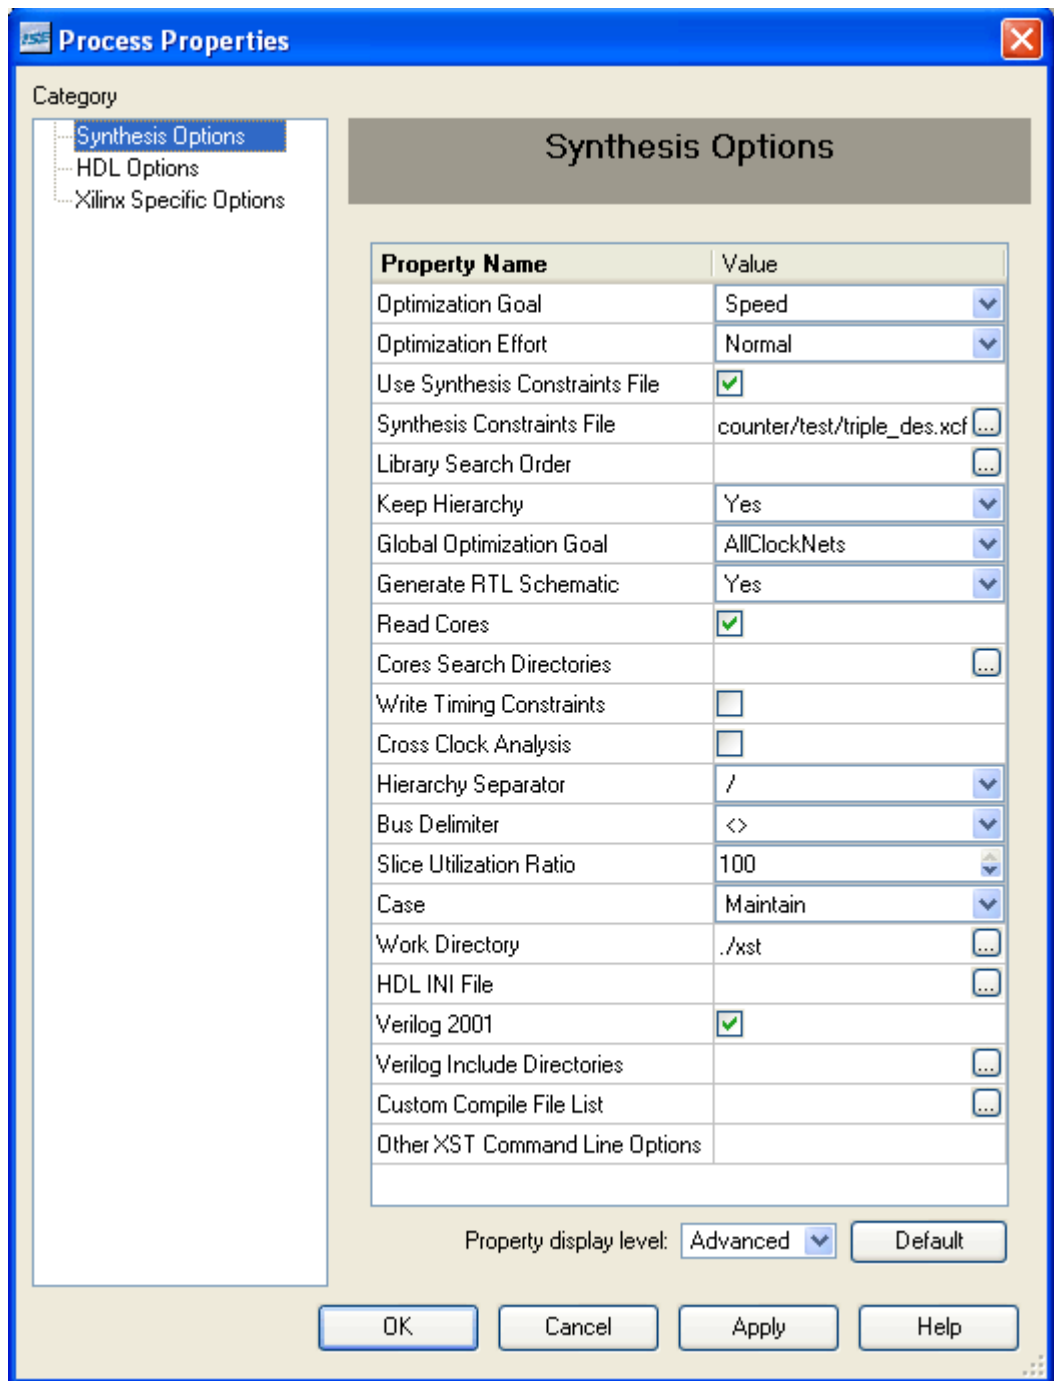 ISE Process Properties
Category
Synthesis Options
HDL Options
Xilinx Specific Options
Synthesis Options
Property Name Value
Optimization Goal Speed
Optimization Effort Normal
Use Synthesis Constraints File
Synthesis Constraints File counter/test/triple_des.xcf ...
Library Search Order ...
Keep Hierarchy Yes
Global Optimization Goal AllClockNets
Generate RTL Schematic Yes
Read Cores
Cores Search Directories ...
Write Timing Constraints
Cross Clock Analysis
Hierarchy Separator /
Bus Delimiter <>
Slice Utilization Ratio 100
Case Maintain
Work Directory ./xst ...
HDL INI File ...
Verilog 2001
Verilog Include Directories ...
Custom Compile File List ...
Other XST Command Line Options
Property display level: Advanced Default
OK Cancel Apply Help